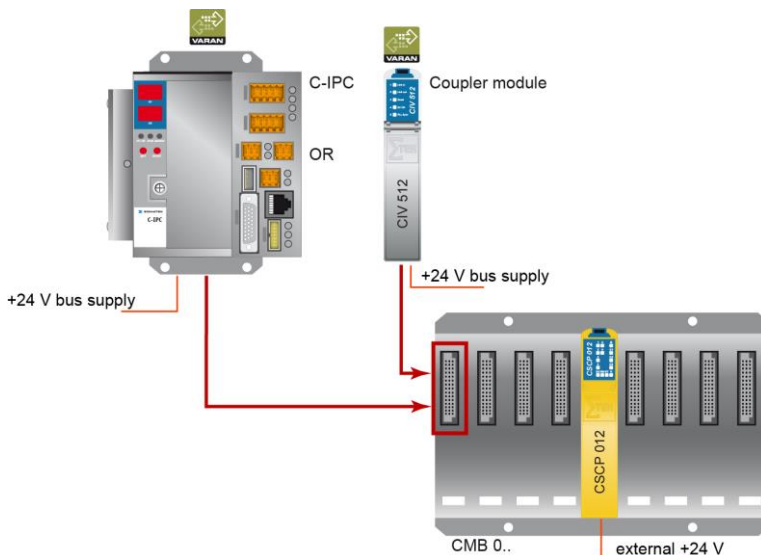 VARAN
VARAN
C-IPC
Coupler module
CIV 512
OR
C-IPC
CIV 512
+24 V bus supply
+24 V bus supply
CSCP 012
CSCP 012
CMB 0..
external +24 V